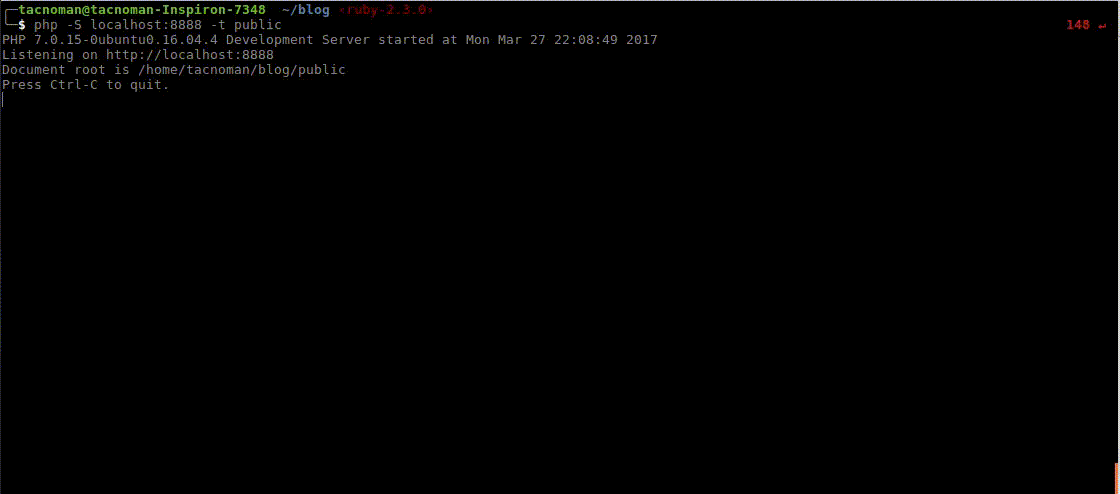 ╭─tacnoman@tacnoman-Inspiron-7348 ~/blog ‹ruby-2.3.0›
╰─$ php -S localhost:8888 -t public 148 ↵
PHP 7.0.15-0ubuntu0.16.04.4 Development Server started at Mon Mar 27 22:08:49 2017
Listening on http://localhost:8888
Document root is /home/tacnoman/blog/public
Press Ctrl-C to quit.